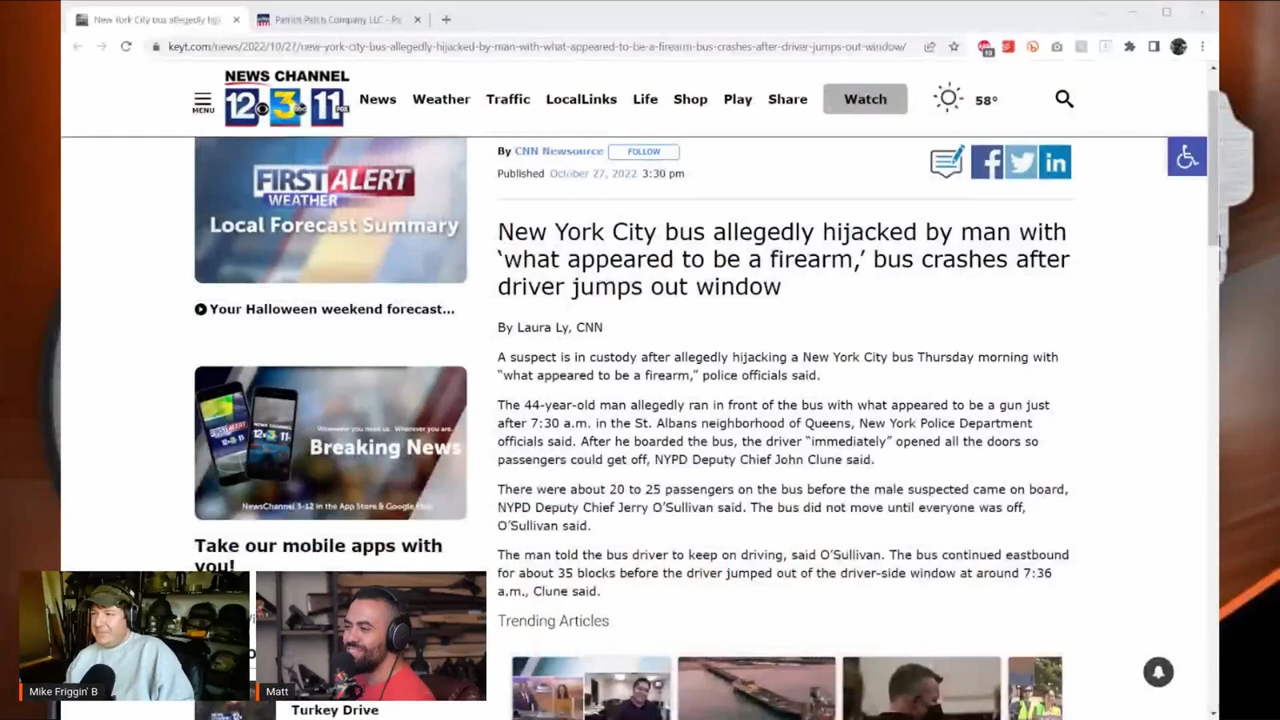 New York City bus allegedly hij
Patriot Patch Company LLC - Pa
keyt.com/news/2022/10/27/new-york-city-bus-allegedly-hijacked-by-man-with-what-appeared-to-be-a-firearm-bus-crashes-after-driver-jumps-out-window/
MENU
NEWS CHANNEL
12 3 11
News Weather Traffic LocalLinks Life Shop Play Share Watch 58°
FIRST ALERT
WEATHER
Local Forecast Summary
Your Halloween weekend forecast...
Breaking News
NewsChannel 3-12 in the App Store & Google
Take our mobile apps with
you!
Turkey Drive
By CNN Newsource FOLLOW
Published October 27, 2022 3:30 pm
New York City bus allegedly hijacked by man with
‘what appeared to be a firearm,’ bus crashes after
driver jumps out window
By Laura Ly, CNN
A suspect is in custody after allegedly hijacking a New York City bus Thursday morning with
“what appeared to be a firearm,” police officials said.
The 44-year-old man allegedly ran in front of the bus with what appeared to be a gun just
after 7:30 a.m. in the St. Albans neighborhood of Queens, New York Police Department
officials said. After he boarded the bus, the driver “immediately” opened all the doors so
passengers could get off, NYPD Deputy Chief John Clune said.
There were about 20 to 25 passengers on the bus before the male suspected came on board,
NYPD Deputy Chief Jerry O’Sullivan said. The bus did not move until everyone was off,
O’Sullivan said.
The man told the bus driver to keep on driving, said O’Sullivan. The bus continued eastbound
for about 35 blocks before the driver jumped out of the driver-side window at around 7:36
a.m., Clune said.
Trending Articles
Mike Friggin' B
Matt